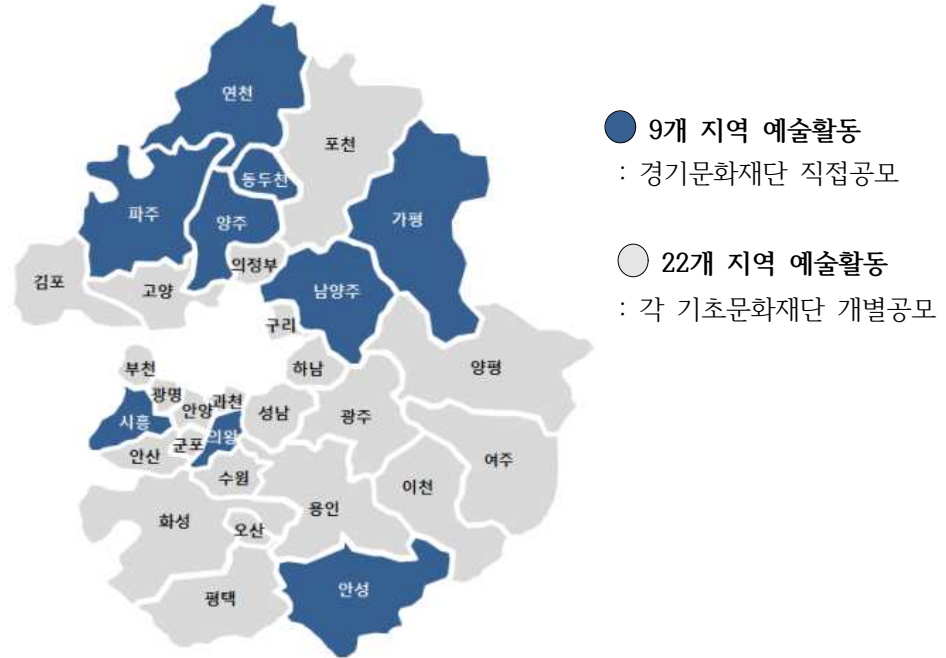 연천
포천
동두천
가평
파주
양주
의정부
김포
고양
남양주
구리
하남
양평
부천
광명
안양
과천
성남
광주
시흥
의왕
군포
안산
수원
이천
여주
용인
화성
오산
안성
평택
9개 지역 예술활동
: 경기문화재단 직접공모
22개 지역 예술활동
: 각 기초문화재단 개별공모